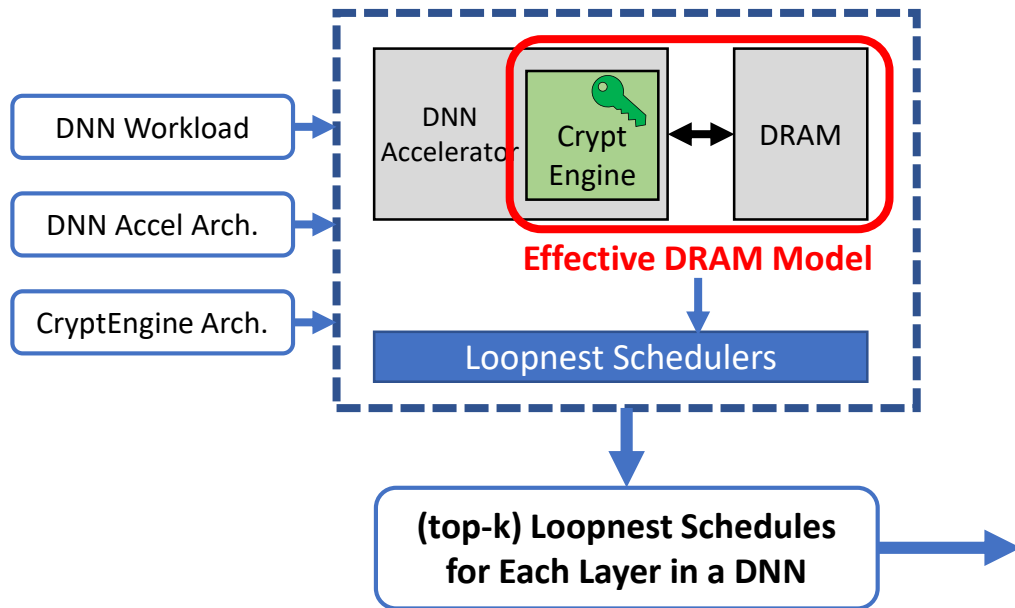 DNN Workload
DNN Accel Arch.
CryptEngine Arch.
DNN
Accelerator
Crypt
Engine
DRAM
Effective DRAM Model
Loopnest Schedulers
(top-k) Loopnest Schedules
for Each Layer in a DNN